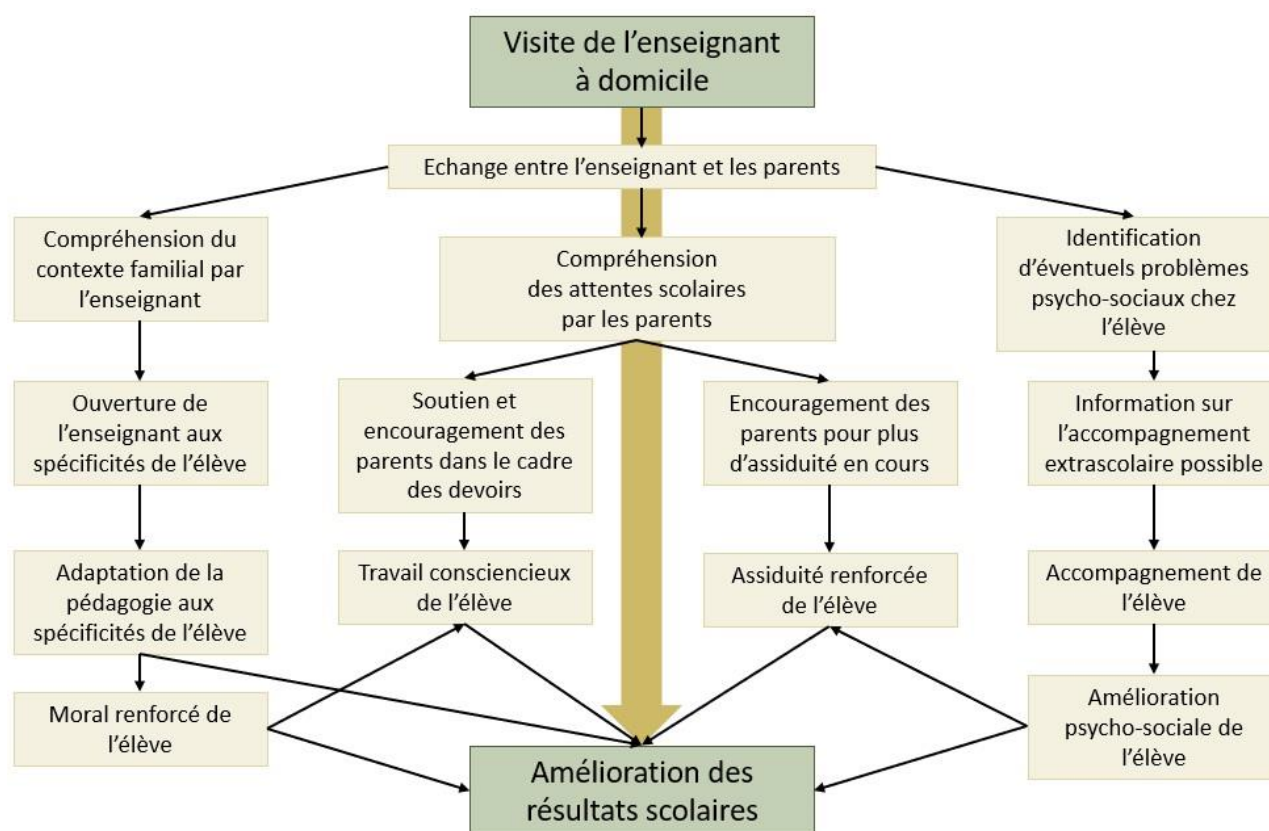 Visite de l’enseignant
à domicile
Echange entre l’enseignant et les parents
Compréhension du
contexte familial par
l’enseignant
Compréhension
des attentes scolaires
par les parents
Identification
d’éventuels problèmes
psycho-sociaux chez
l’élève
Ouverture de
l’enseignant aux
spécificités de l’élève
Soutien et
encouragement des
parents dans le cadre
des devoirs
Encouragement des
parents pour plus
d’assiduité en cours
Information sur
l’accompagnement
extrascolaire possible
Adaptation de la
pédagogie aux
spécificités de l’élève
Travail consciencieux
de l’élève
Assiduité renforcée
de l’élève
Accompagnement de
l’élève
Moral renforcé de
l’élève
Amélioration
psycho-sociale de
l’élève
Amélioration des
résultats scolaires